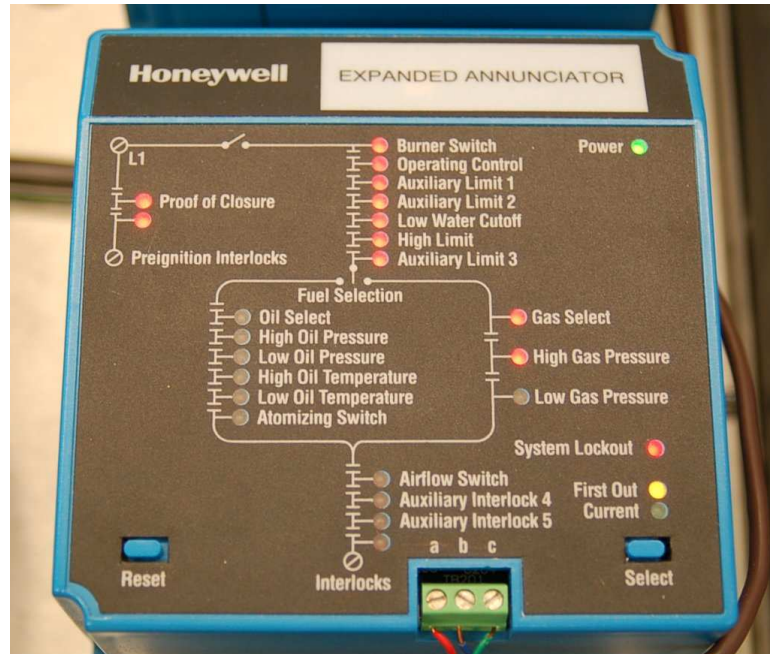 Honeywell
EXPANDED ANNUNCIATOR
L1
Burner Switch
Power
Operating Control
Auxiliary Limit 1
Proof of Closure
Auxiliary Limit 2
Low Water Cutoff
High Limit
Preignition Interlocks
Auxiliary Limit 3
Fuel Selection
Oil Select
Gas Select
High Oil Pressure
Low Oil Pressure
High Gas Pressure
High Oil Temperature
Low Oil Temperature
Low Gas Pressure
Atomizing Switch
System Lockout
Airflow Switch
First Out
Auxiliary Interlock 4
Current
Auxiliary Interlock 5
a b c
Reset
Interlocks
Select